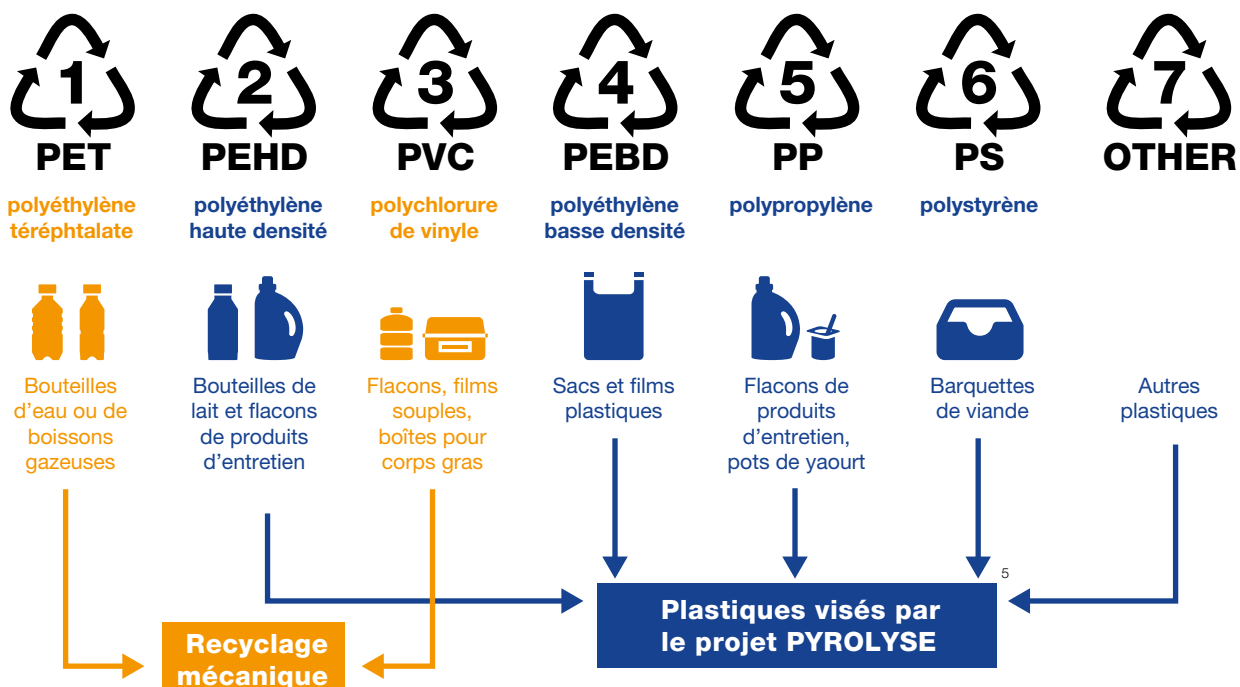 1
PET
polyéthylène
téréphtalate
Bouteilles
d'eau ou de
boissons
gazeuses
2
PEHD
polyéthylène
haute densité
Bouteilles de
lait et flacons
de produits
d'entretien
3
PVC
polychlorure
de vinyle
Flacons, films
souples,
boîtes pour
corps gras
4
PEBD
polyéthylène
basse densité
Sacs et films
plastiques
5
PP
polypropylène
Flacons de
produits
d'entretien,
pots de yaourt
6
PS
polystyrène
Barquettes
de viande
7
OTHER
Autres
plastiques
Recyclage
mécanique
Plastiques visés par
le projet PYROLYSE
5